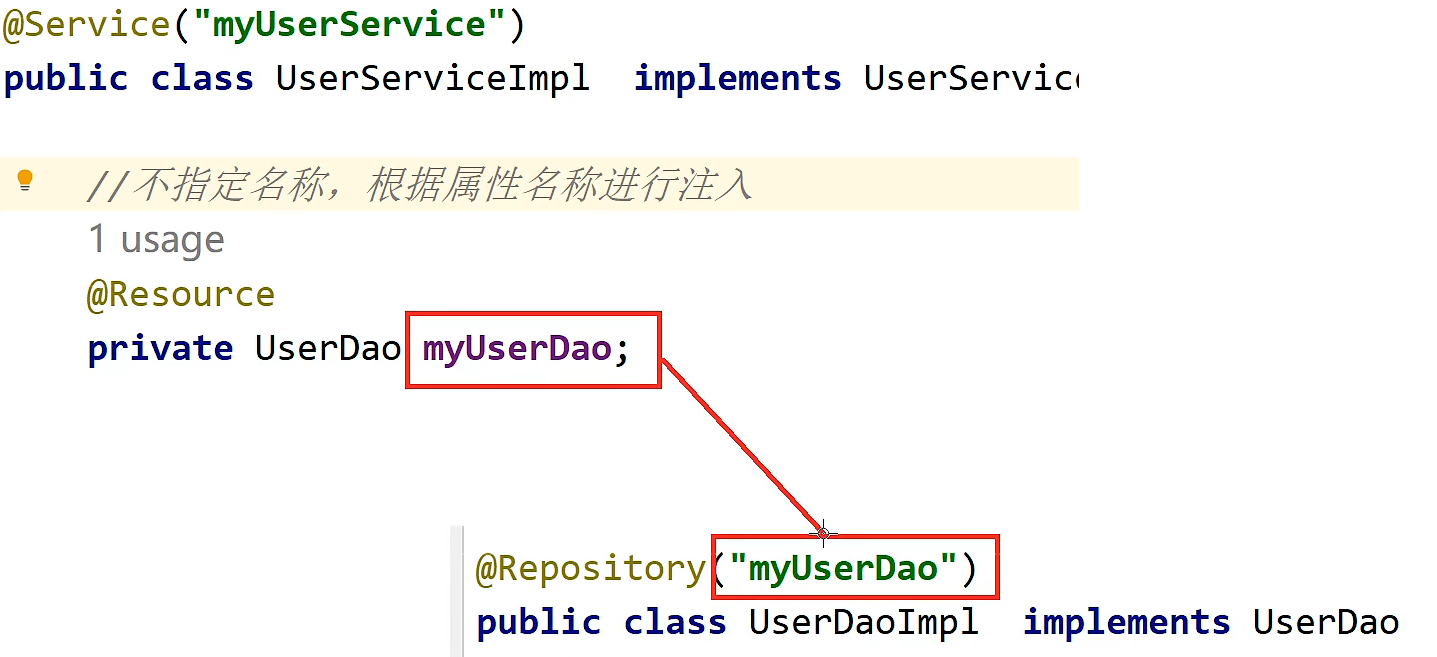 @Service("myUserService")
public class UserServiceImpl  implements UserService
//不指定名称，根据属性名称进行注入
1 usage
@Resource
private UserDao myUserDao;
@Repository("myUserDao")
public class UserDaoImpl  implements UserDao